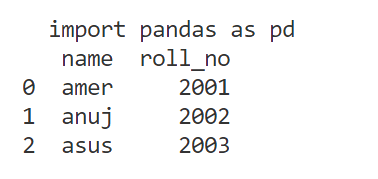 import pandas as pd
name roll_no
0 amer 2001
1 anuj 2002
2 asus 2003